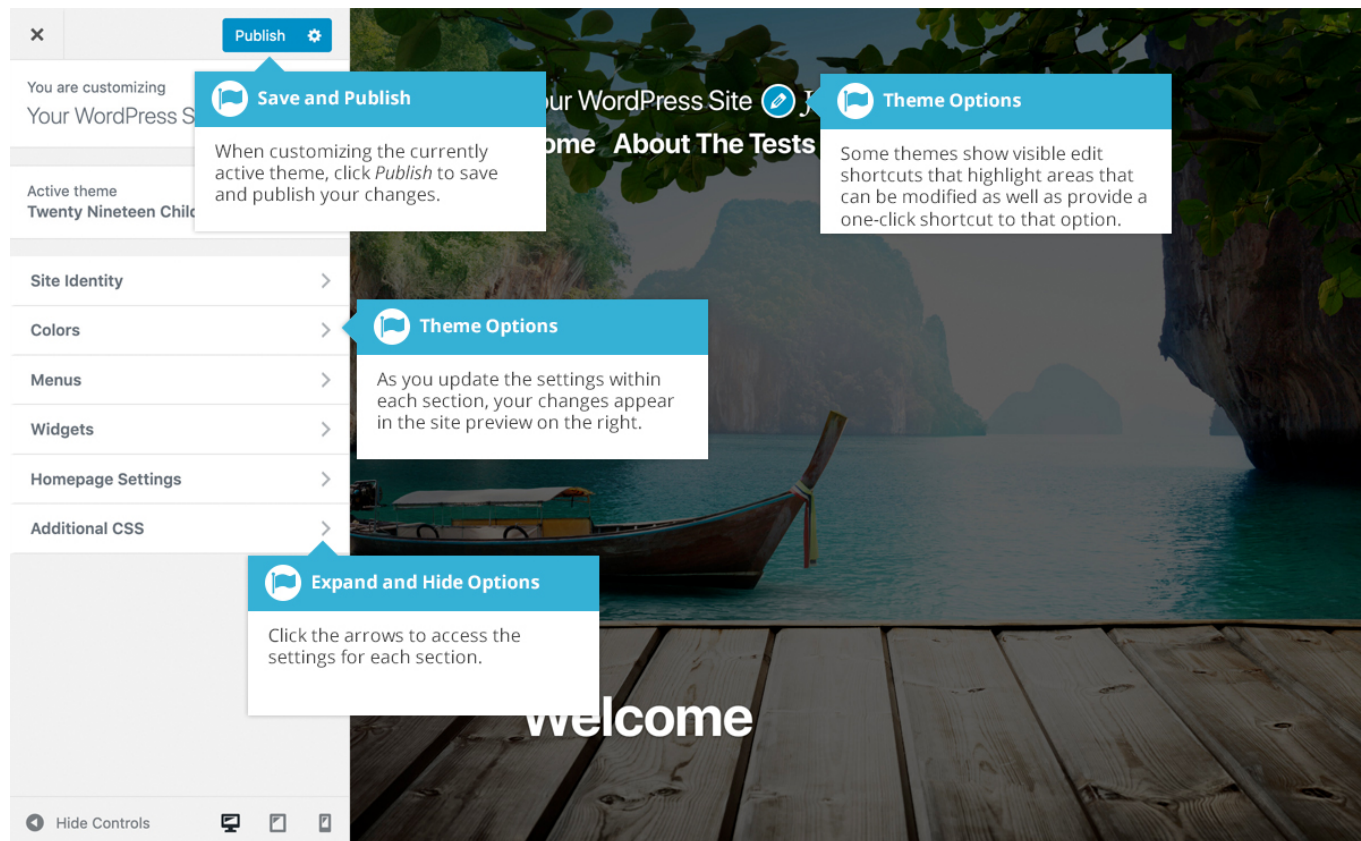 Publish
You are customizing
Your WordPress S
Save and Publish
When customizing the currently
active theme, click Publish to save
and publish your changes.
Active theme
Twenty Nineteen Chil
Site Identity
Colors
Menus
Widgets
Homepage Settings
Additional CSS
Theme Options
As you update the settings within
each section, your changes appear
in the site preview on the right.
Expand and Hide Options
Click the arrows to access the
settings for each section.
Hide Controls
ur WordPress Site
ome About The Tests
Theme Options
Some themes show visible edit
shortcuts that highlight areas that
can be modified as well as provide a
one-click shortcut to that option.
Welcome